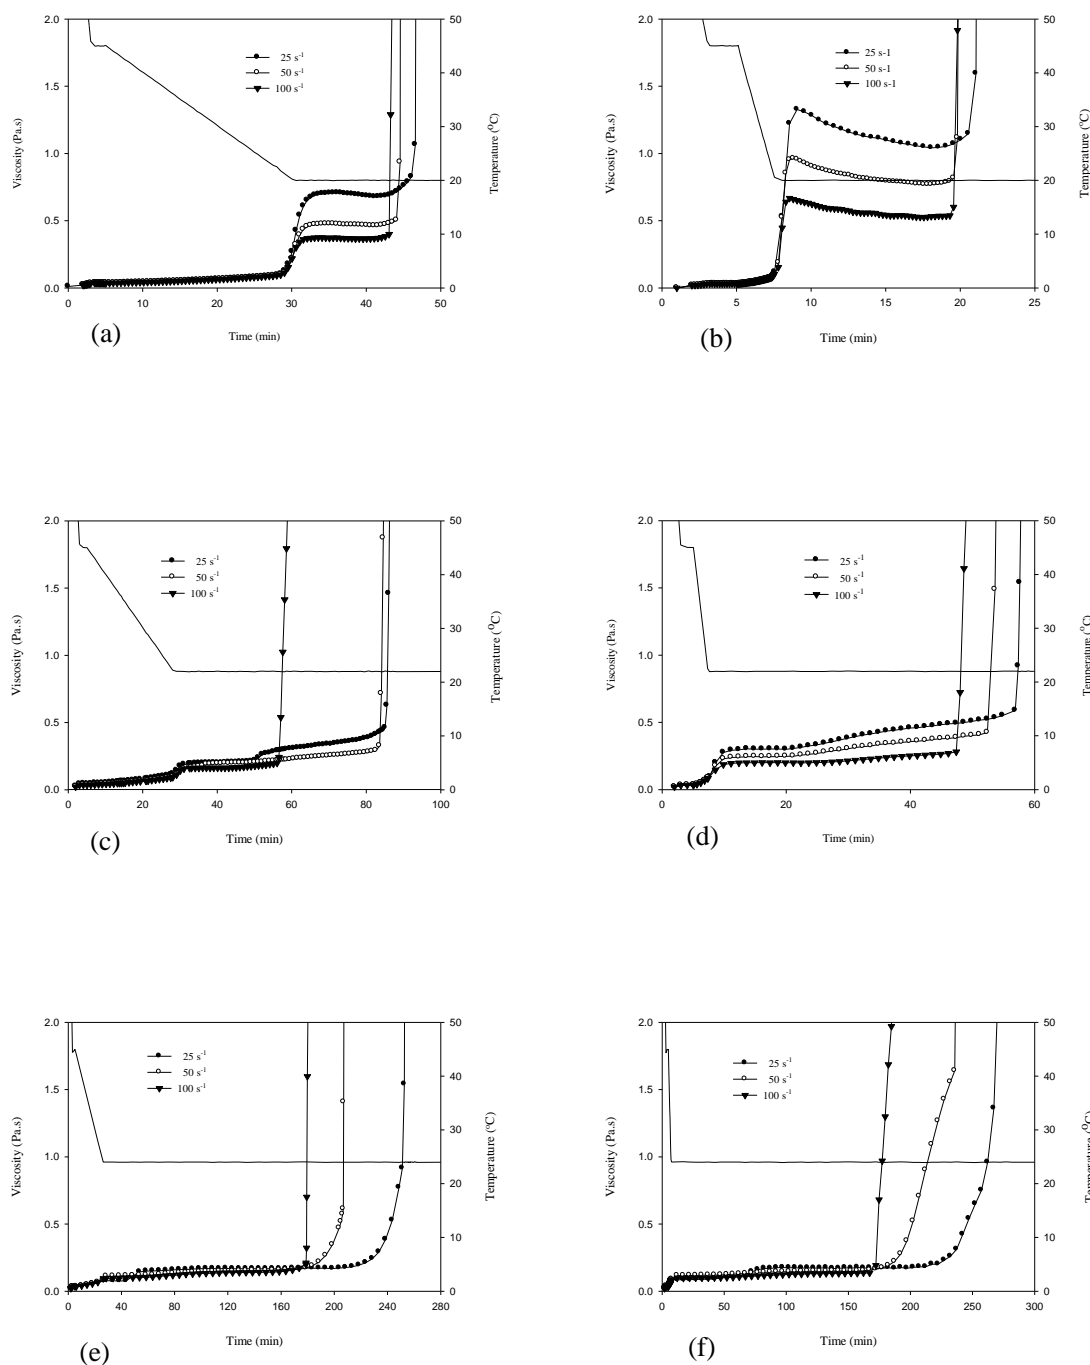 2.0
1.5
1.0
0.5
0.0
Viscosity (Pa.s)
25 s-1
50 s-1
100 s-1
50
40
30
20
10
0
Temperature (OC)
0 10 20 30 40 50
Time (min)
(a)
2.0
1.5
1.0
0.5
0.0
Viscosity (Pa.s)
25 s-1
50 s-1
100 s-1
50
40
30
20
10
0
Temperature (OC)
0 5 10 15 20 25
Time (min)
(b)
2.0
1.5
1.0
0.5
0.0
Viscosity (Pa.s)
25 s-1
50 s-1
100 s-1
50
40
30
20
10
0
Temperature (OC)
0 20 40 60 80 100
Time (min)
(c)
2.0
1.5
1.0
0.5
0.0
Viscosity (Pa.s)
25 s-1
50 s-1
100 s-1
50
40
30
20
10
0
Temperature (OC)
0 20 40 60
Time (min)
(d)
2.0
1.5
1.0
0.5
0.0
Viscosity (Pa.s)
25 s-1
50 s-1
100 s-1
50
40
30
20
10
0
Temperature (ºC)
0 40 80 120 160 200 240 280
Time (min)
(e)
2.0
1.5
1.0
0.5
0.0
Viscosity (Pa.s)
25 s-1
50 s-1
100 s-1
50
40
30
20
10
0
Temperature (OC)
0 50 100 150 200 250 300
Time (min)
(f)